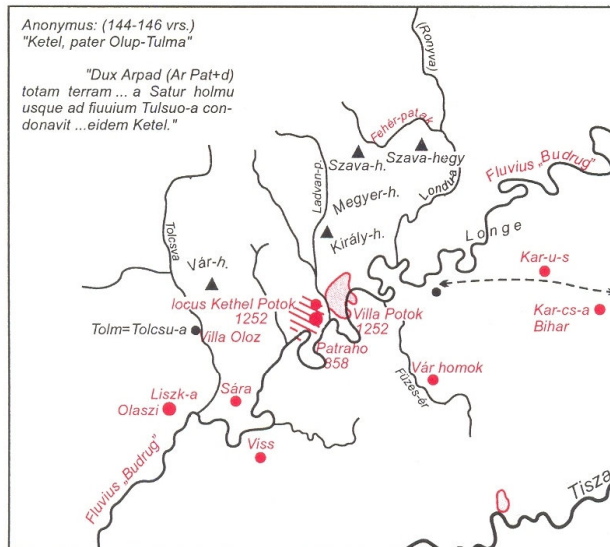 Anonymus: (144-146 vrs.)
"Ketel, pater Olup-Tulma"
"Dux Arpad (Ar Pat+d)
totam terram ... a Satur holmu
usque ad fiuuium Tulsuo-a con-
donavit ...eidem Ketel."
(Ronyva)
Fehér-patak
Szava-h.
Szava-hegy
Fluvius „Budrug”
Ladvan-p.
Megyer-h.
Londu-a
Tolcsva
Király-h.
Longe
Vár-h.
Kar-u-s
locus Kethel Potok
1252
Villa Potok
1252
Kar-cs-a
Bihar
Tolm=Tolcsu-a
Villa Oloz
Patraho
858
Füzes-ér
Vár homok
Liszk-a
Olaszi
Sára
Viss
Fluvius „Budrug”
Tisza